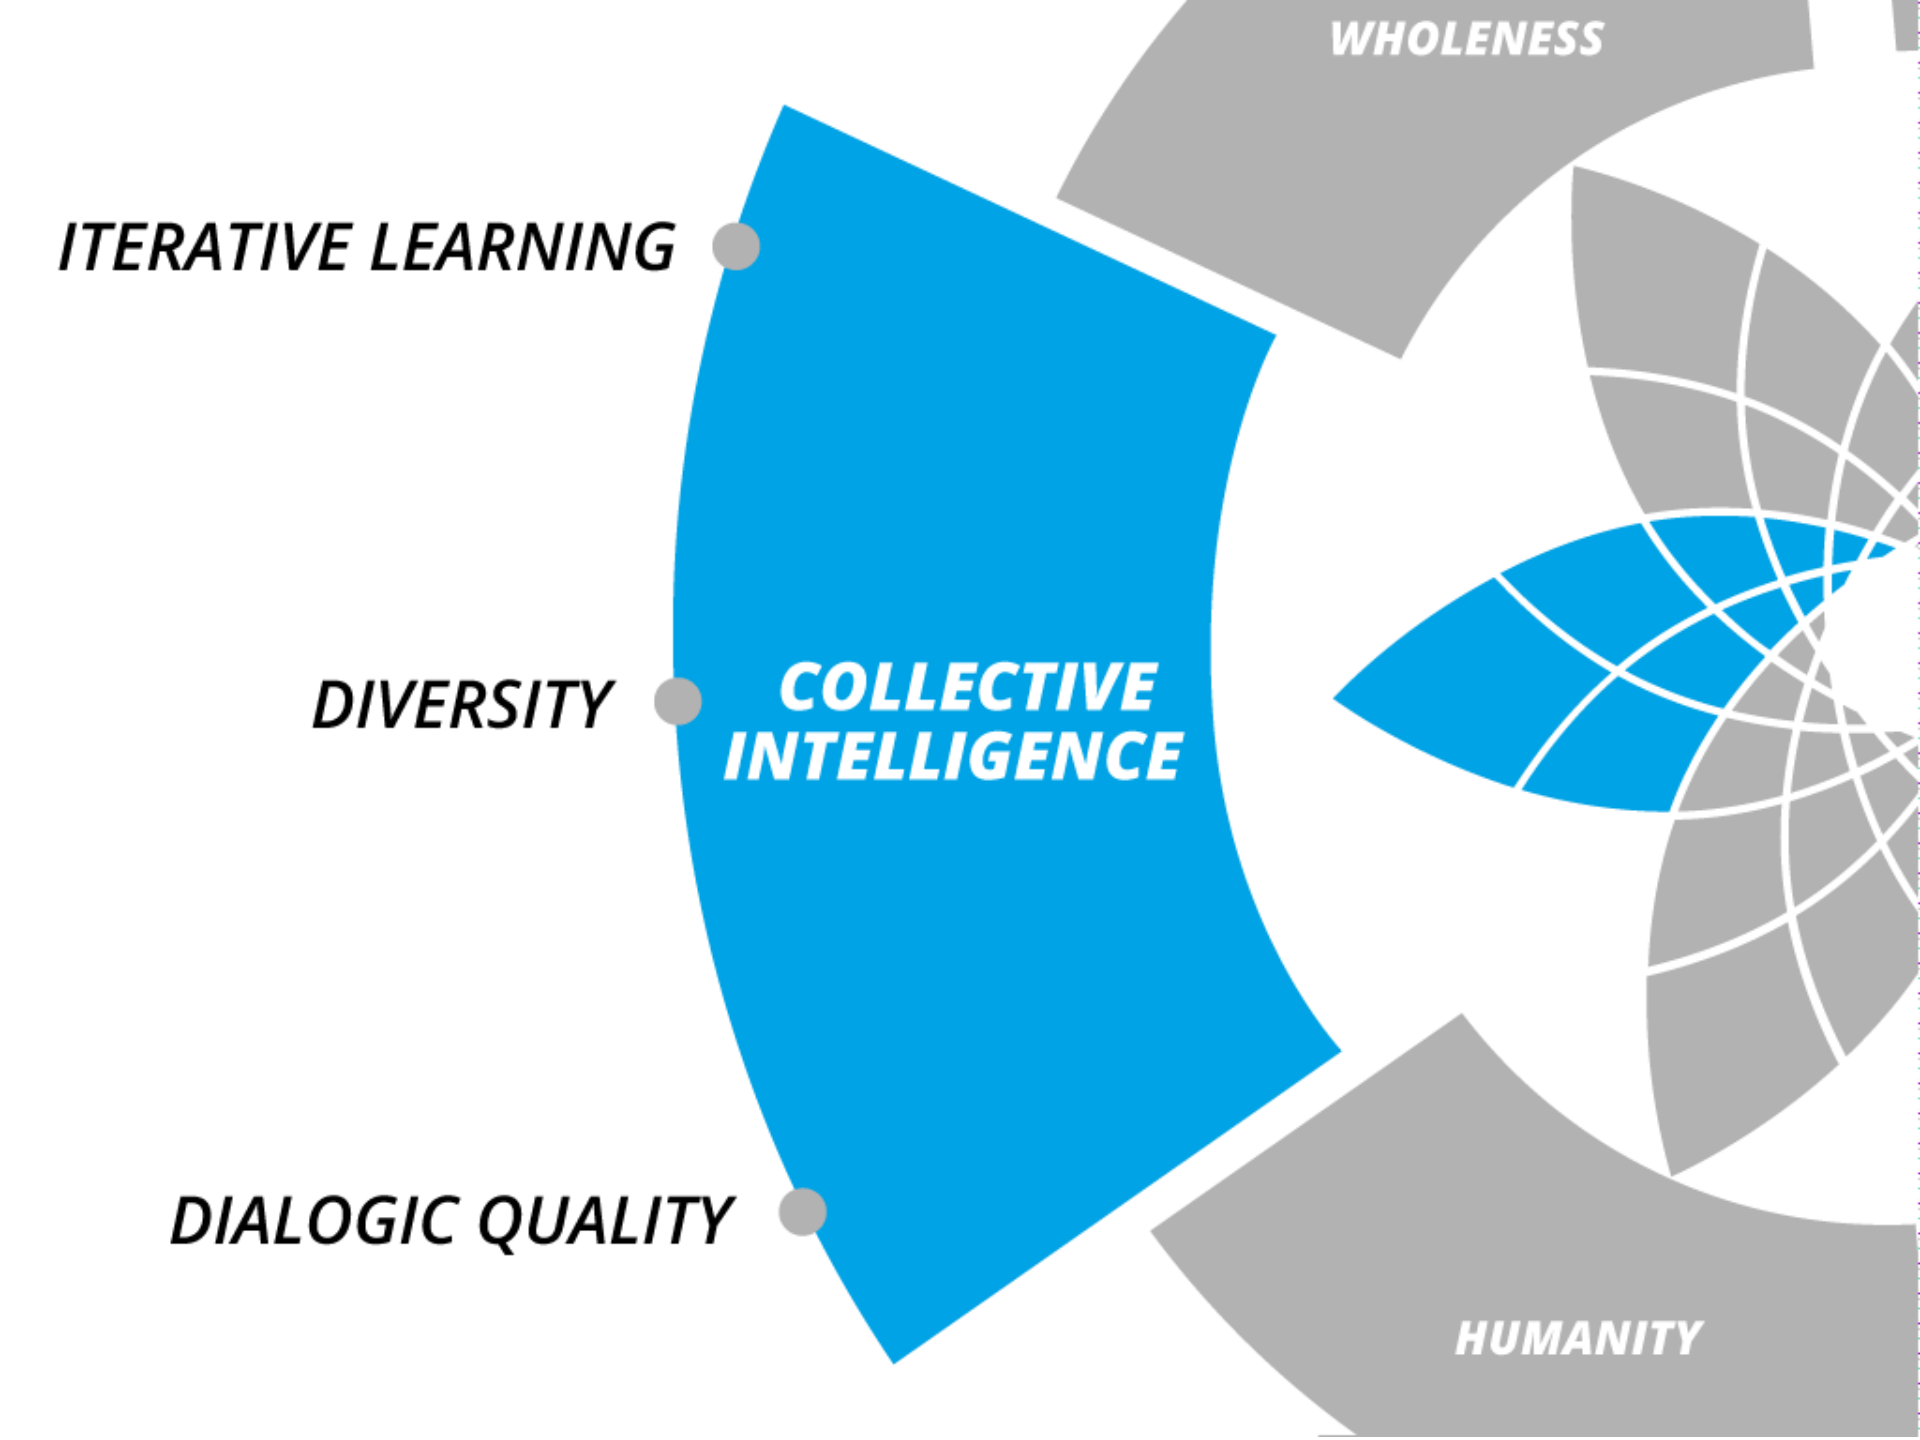 WHOLENESS
ITERATIVE LEARNING
DIVERSITY
COLLECTIVE
INTELLIGENCE
DIALOGIC QUALITY
HUMANITY